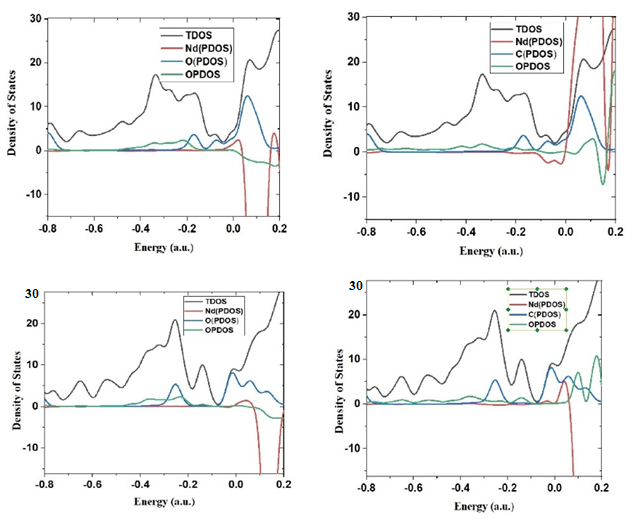 30
20
10
0
-10
Density of States
TDOS
Nd(PDOS)
O(PDOS)
OPDOS
-0.8 -0.6 -0.4 -0.2 0.0 0.2
Energy (a.u.)
30
20
10
0
-10
Density of States
TDOS
Nd(PDOS)
C(PDOS)
OPDOS
-0.8 -0.6 -0.4 -0.2 0.0 0.2
Energy (a.u.)
30
20
10
0
-10
Density of States
TDOS
Nd(PDOS)
O(PDOS)
OPDOS
-0.8 -0.6 -0.4 -0.2 0.0 0.2
Energy (a.u.)
30
20
10
0
-10
Density of States
TDOS
Nd(PDOS)
C(PDOS)
OPDOS
-0.8 -0.6 -0.4 -0.2 0.0 0.2
Energy (a.u.)